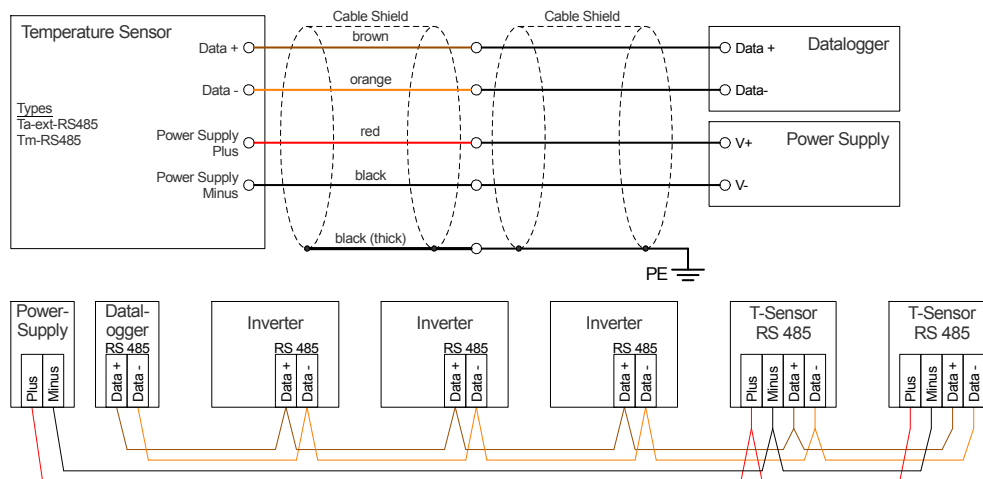 Cable Shield
Cable Shield
Temperature Sensor
Data +
brown
Data +
Datalogger
Data -
orange
Data-
Types
Ta-ext-RS485
Tm-RS485
Power Supply
Plus
red
V+
Power Supply
Power Supply
Minus
black
V-
black (thick)
PE
Power-
Supply
Plus
Minus
Datal-
ogger
RS 485
Data +
Data -
Inverter
RS 485
Data +
Data -
Inverter
RS 485
Data +
Data -
Inverter
RS 485
Data +
Data -
T-Sensor
RS 485
Plus
Minus
Data +
Data -
T-Sensor
RS 485
Plus
Minus
Data +
Data -